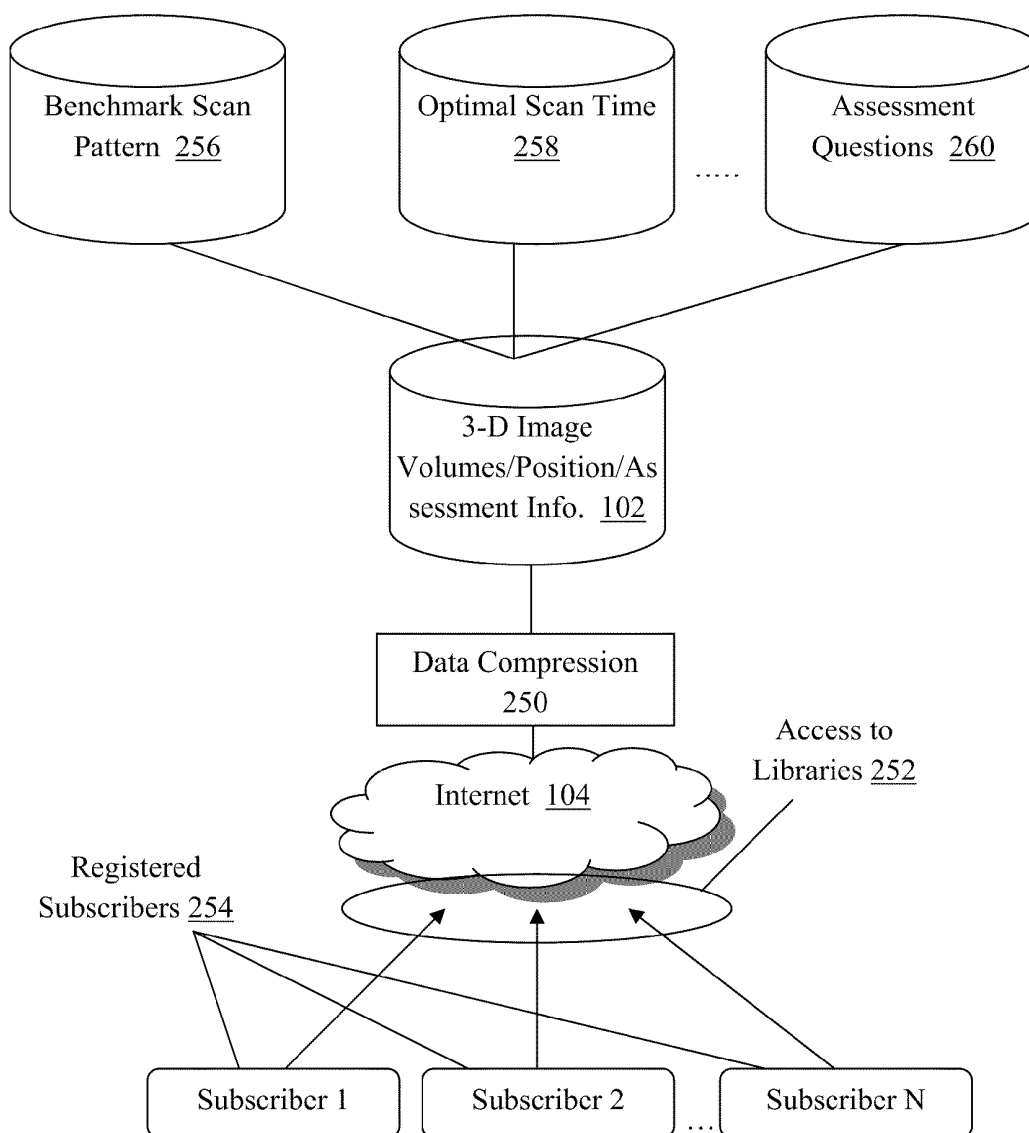 Benchmark Scan
Pattern 256
Optimal Scan Time
258
.....
Assessment
Questions 260
3-D Image
Volumes/Position/As
sessment Info. 102
Data Compression
250
Internet 104
Access to
Libraries 252
Registered
Subscribers 254
Subscriber 1
Subscriber 2
...
Subscriber N